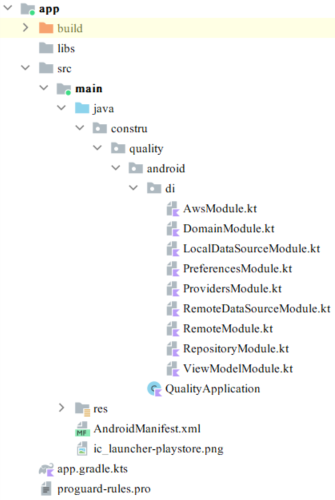 app
build
libs
src
main
java
constru
quality
android
di
AwsModule.kt
DomainModule.kt
LocalDataSourceModule.kt
PreferencesModule.kt
ProvidersModule.kt
RemoteDataSourceModule.kt
RemoteModule.kt
RepositoryModule.kt
ViewModelModule.kt
QualityApplication
res
MF AndroidManifest.xml
ic_launcher-playstore.png
app.gradle.kts
proguard-rules.pro